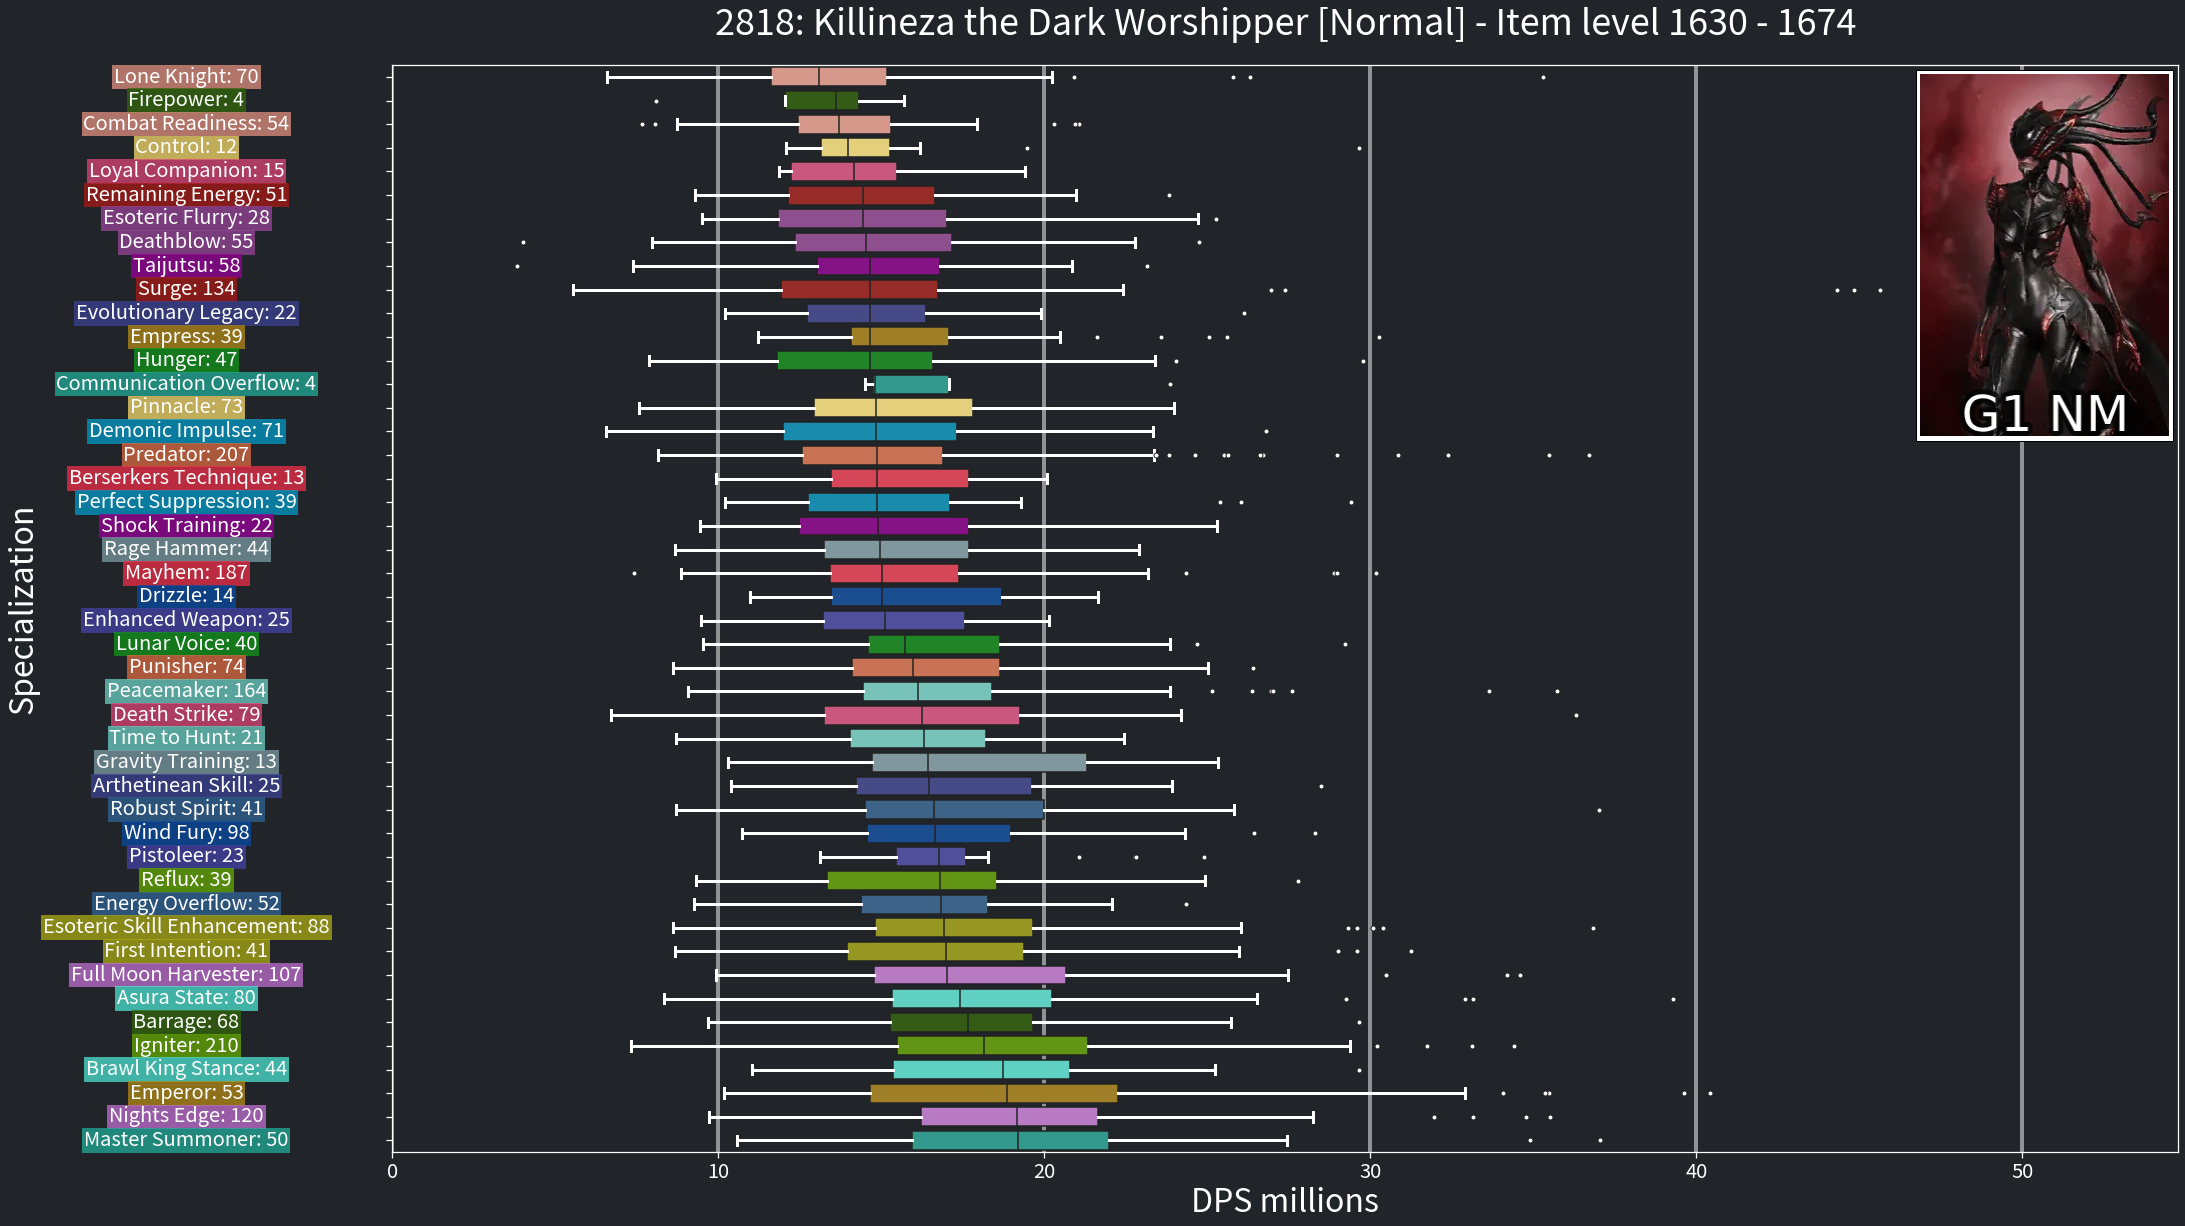 2818: Killineza the Dark Worshipper [Normal] - Item level 1630 - 1674
Specialization
Lone Knight: 70
Firepower: 4
Combat Readiness: 54
Control: 12
Loyal Companion: 15
Remaining Energy: 51
Esoteric Flurry: 28
Deathblow: 55
Taijutsu: 58
Surge: 134
Evolutionary Legacy: 22
Empress: 39
Hunger: 47
Communication Overflow: 4
Pinnacle: 73
Demonic Impulse: 71
Predator: 207
Berserkers Technique: 13
Perfect Suppression: 39
Shock Training: 22
Rage Hammer: 44
Mayhem: 187
Drizzle: 14
Enhanced Weapon: 25
Lunar Voice: 40
Punisher: 74
Peacemaker: 164
Death Strike: 79
Time to Hunt: 21
Gravity Training: 13
Arthetinean Skill: 25
Robust Spirit: 41
Wind Fury: 98
Pistoleer: 23
Reflux: 39
Energy Overflow: 52
Esoteric Skill Enhancement: 88
First Intention: 41
Full Moon Harvester: 107
Asura State: 80
Barrage: 68
Igniter: 210
Brawl King Stance: 44
Emperor: 53
Nights Edge: 120
Master Summoner: 50
G1 NM
0 10 20 30 40 50
DPS millions